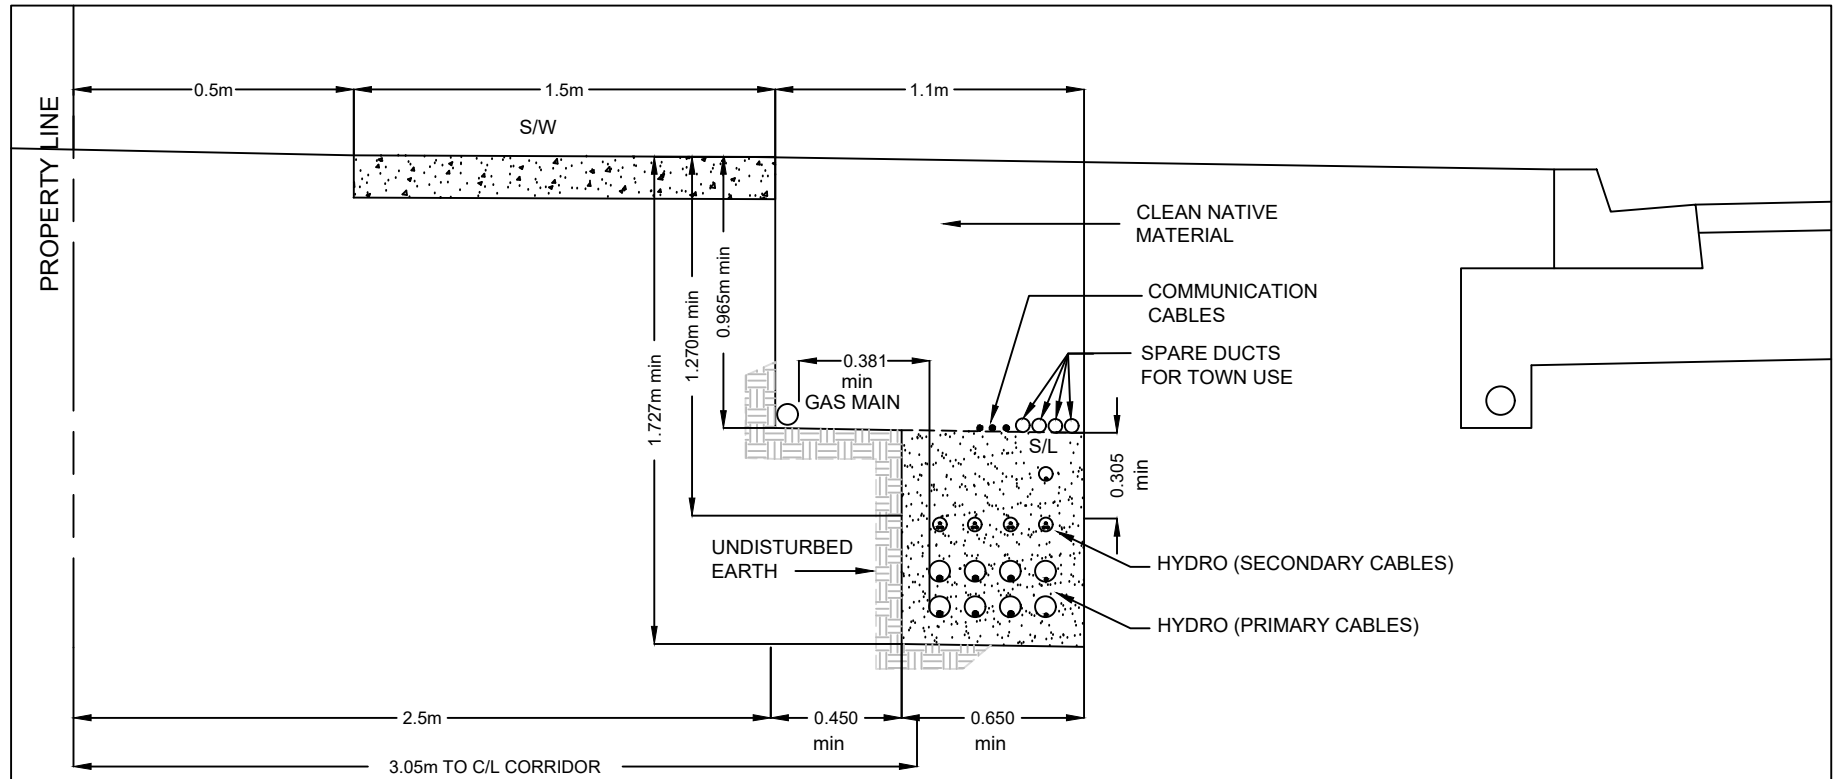 0.5m
1.5m
1.1m
S/W
PROPERTY LINE
CLEAN NATIVE
MATERIAL
COMMUNICATION
CABLES
SPARE DUCTS
FOR TOWN USE
0.965m min
1.270m min
1.727m min
0.381
min
GAS MAIN
S/L
0.305
min
UNDISTURBED
EARTH
HYDRO (SECONDARY CABLES)
HYDRO (PRIMARY CABLES)
2.5m
0.450
min
0.650
min
3.05m TO C/L CORRIDOR